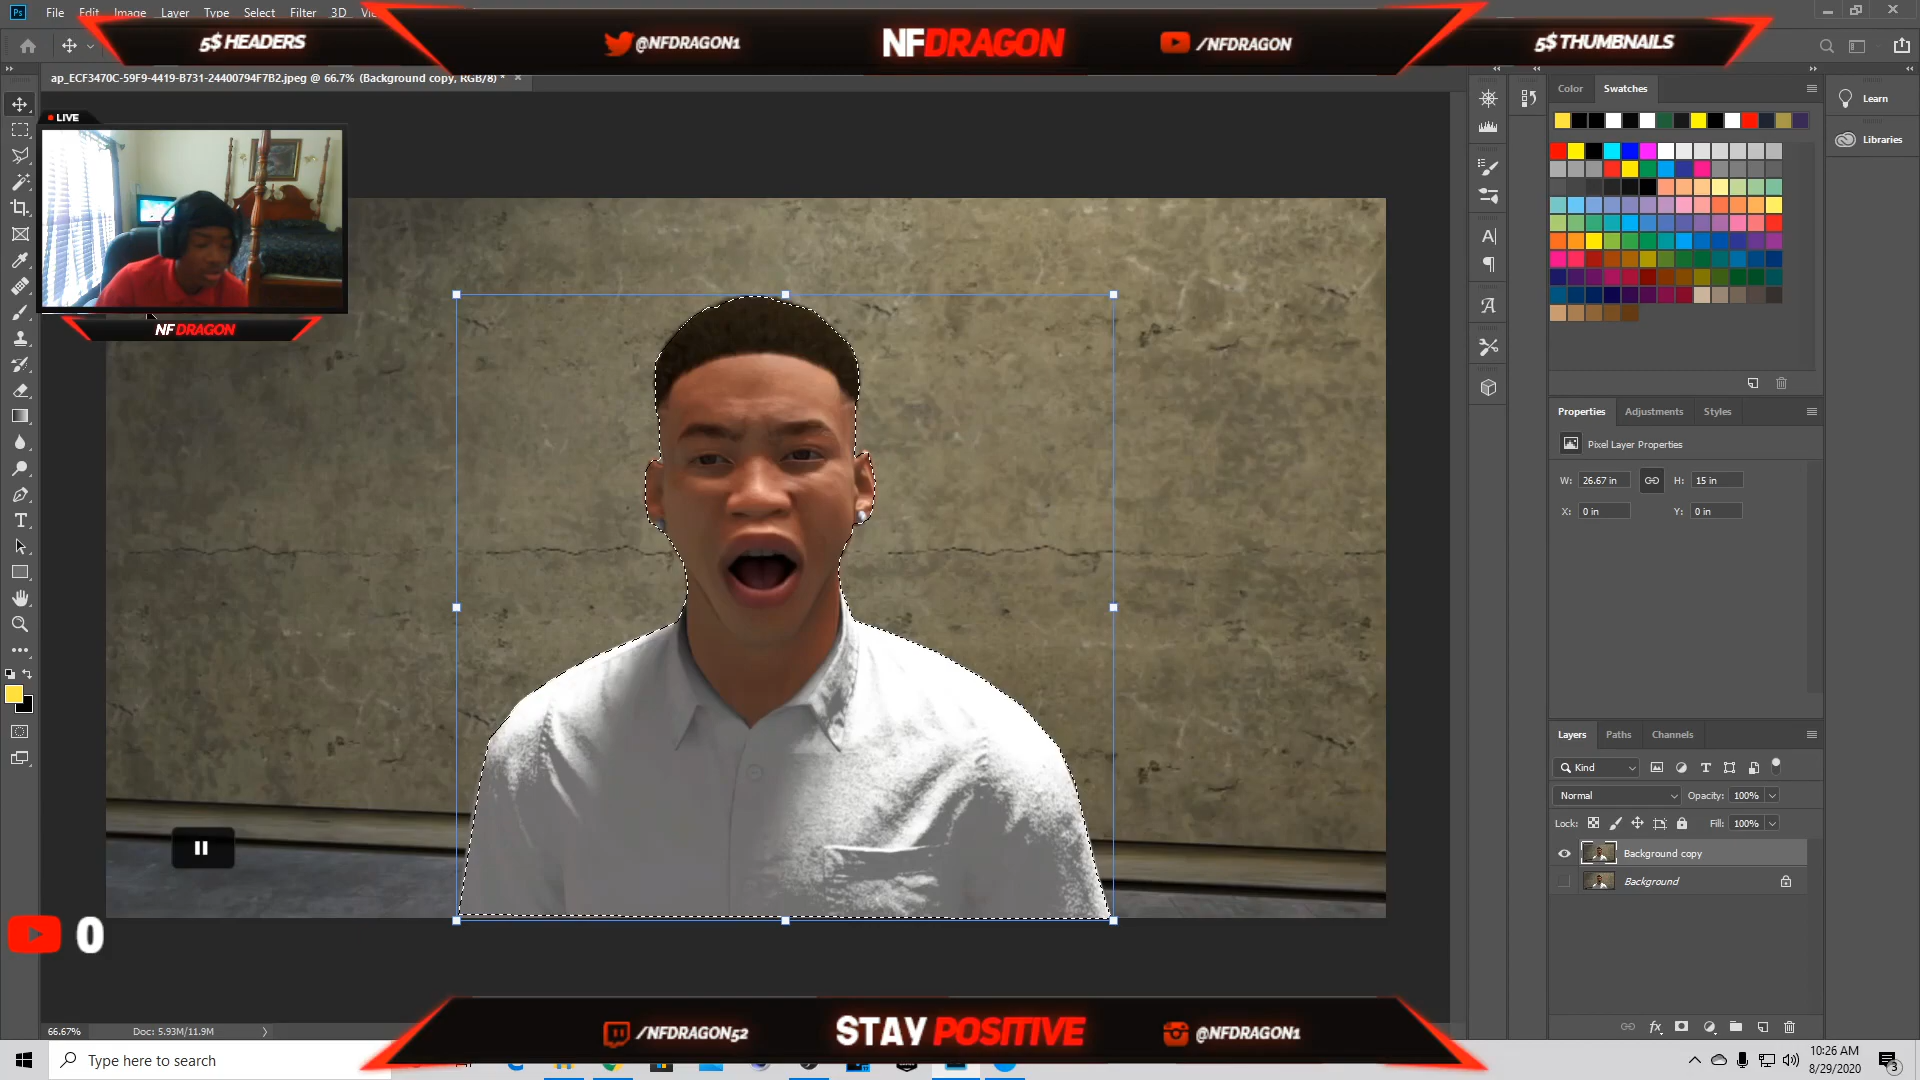 Ps File Edit Image Layer Type Select Filter 3D
5$ HEADERS
@NFDRAGON1
NFDRAGON
/NFDRAGON
5$ THUMBNAILS
ap_ECF3470C-59F9-4419-B731-24400794F7B2.jpeg @ 66.7% (Background copy, RGB/8) *
LIVE
NF DRAGON
Color
Swatches
Learn
Libraries
Properties
Adjustments
Styles
Pixel Layer Properties
W: 26.67 in
H: 15 in
X: 0 in
Y: 0 in
Layers
Paths
Channels
Kind
Normal
Opacity: 100%
Lock:
Fill: 100%
Background copy
Background
0
66.67%
Doc: 5.93M/11.9M
/NFDRAGON52
STAY POSITIVE
@NFDRAGON1
Type here to search
10:26 AM
8/29/2020
3